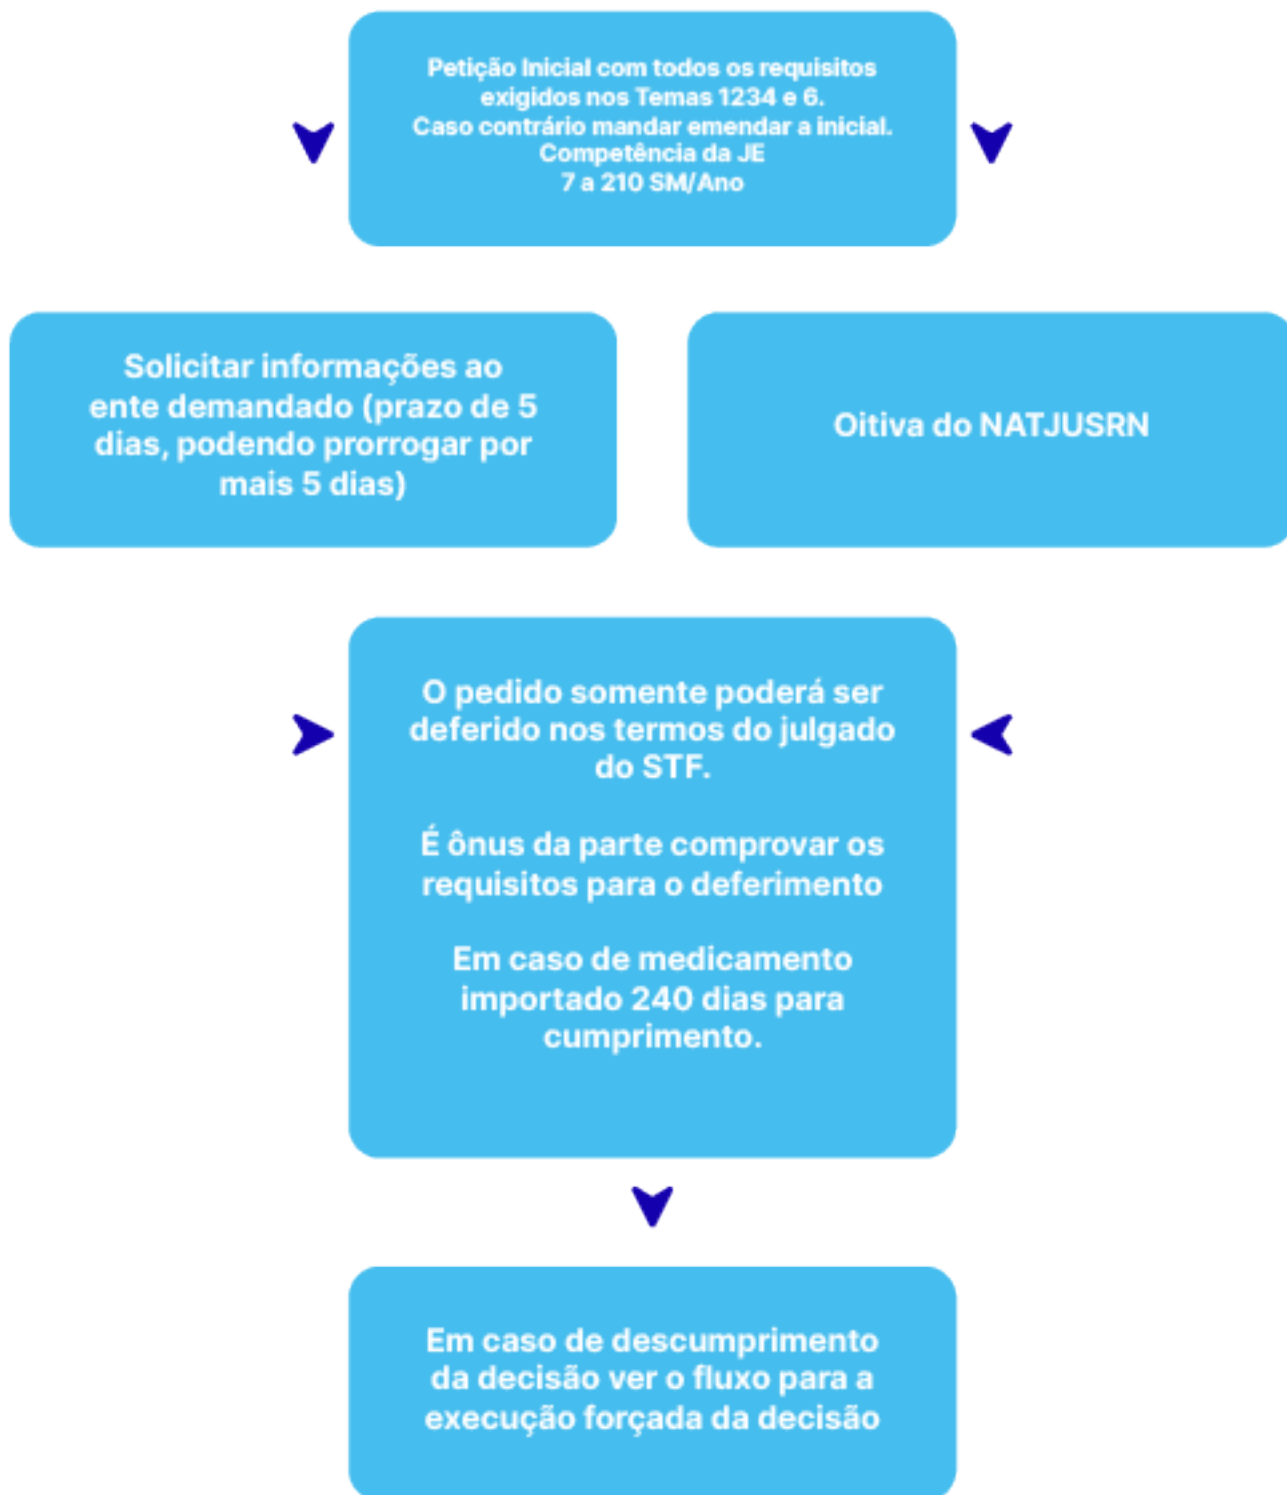 Petição Inicial com todos os requisitos
exigidos nos Temas 1234 e 6.
Caso contrário mandar emendar a inicial.
Competência da JE
7 a 210 SM/Ano
Solicitar informações ao
ente demandado (prazo de 5
dias, podendo prorrogar por
mais 5 dias)
Oitiva do NATJUSRN
O pedido somente poderá ser
deferido nos termos do julgado
do STF.
É ônus da parte comprovar os
requisitos para o deferimento
Em caso de medicamento
importado 240 dias para
cumprimento.
Em caso de descumprimento
da decisão ver o fluxo para a
execução forçada da decisão